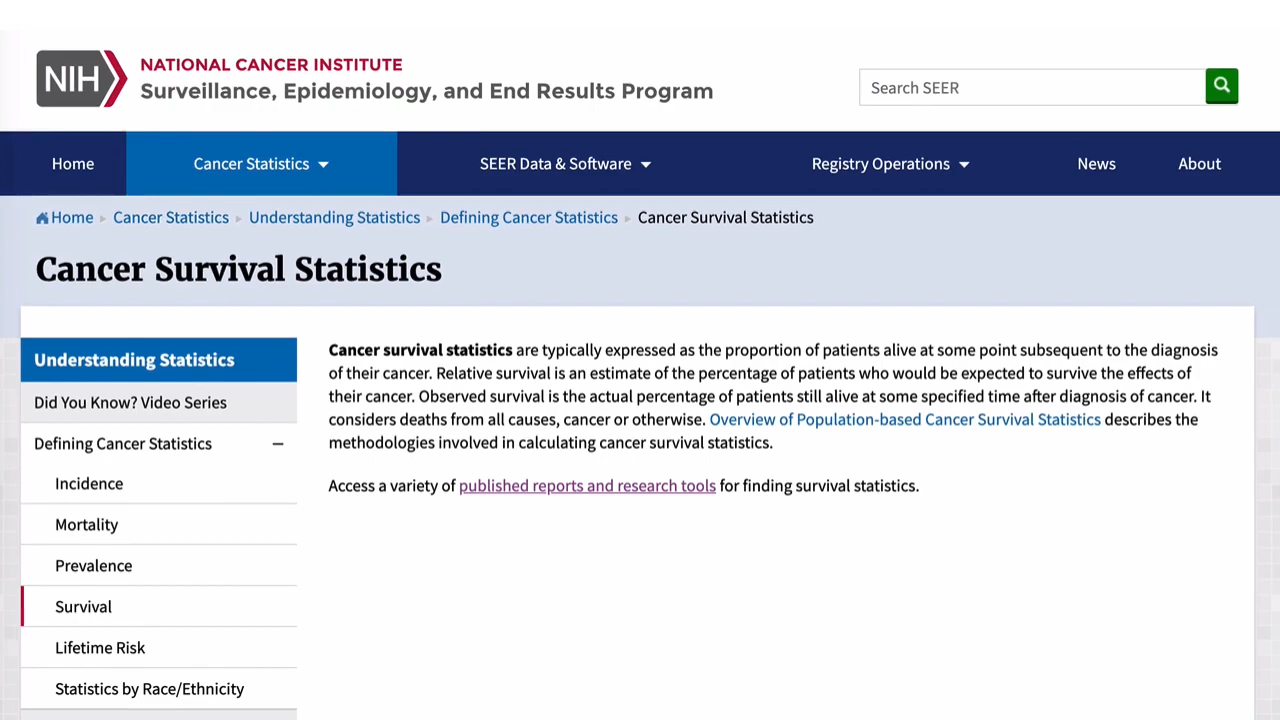 NIH
NATIONAL CANCER INSTITUTE
Surveillance, Epidemiology, and End Results Program
Search SEER
Home
Cancer Statistics
SEER Data & Software
Registry Operations
News
About
Home
Cancer Statistics
Understanding Statistics
Defining Cancer Statistics
Cancer Survival Statistics
Cancer Survival Statistics
Understanding Statistics
Did You Know? Video Series
Defining Cancer Statistics
Incidence
Mortality
Prevalence
Survival
Lifetime Risk
Statistics by Race/Ethnicity
Cancer survival statistics are typically expressed as the proportion of patients alive at some point subsequent to the diagnosis
of their cancer. Relative survival is an estimate of the percentage of patients who would be expected to survive the effects of
their cancer. Observed survival is the actual percentage of patients still alive at some specified time after diagnosis of cancer. It
considers deaths from all causes, cancer or otherwise. Overview of Population-based Cancer Survival Statistics describes the
methodologies involved in calculating cancer survival statistics.
Access a variety of published reports and research tools for finding survival statistics.